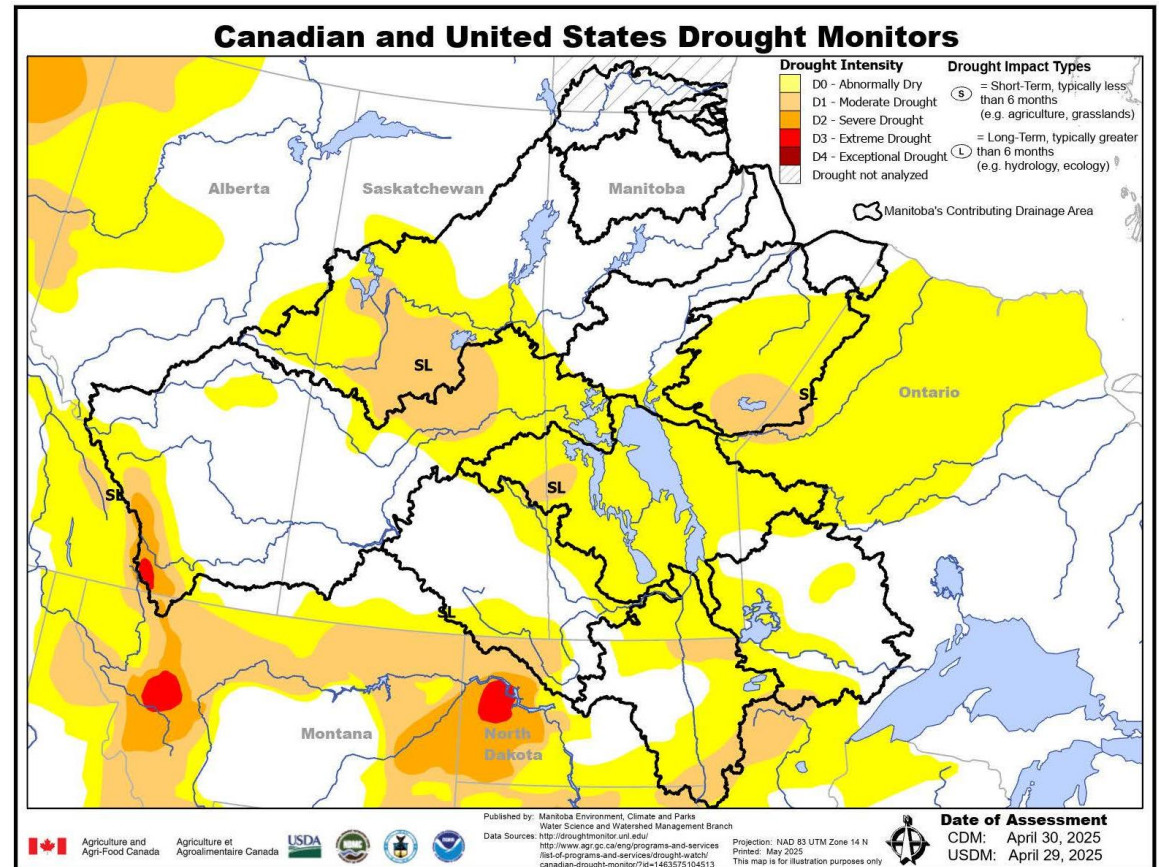 Canadian and United States Drought Monitors
Drought Intensity
D0 - Abnormally Dry
D1 - Moderate Drought
D2 - Severe Drought
D3 - Extreme Drought
D4 - Exceptional Drought
Drought not analyzed
Drought Impact Types
S = Short-Term, typically less
than 6 months
(e.g. agriculture, grasslands)
L = Long-Term, typically greater
than 6 months
(e.g. hydrology, ecology)
Manitoba's Contributing Drainage Area
Alberta
Saskatchewan
Manitoba
SL
SL
Ontario
SL
SL
SL
Montana
North
Dakota
Agriculture and
Agri-Food Canada
Agriculture et
Agroalimentaire Canada
USDA
Published by: Manitoba Environment, Climate and Parks
Water Science and Watershed Management Branch
Data Sources: http://droughtmonitor.unl.edu/
http://www.agr.gc.ca/eng/programs-and-services
/list-of-programs-and-services/drought-watch/
canadian-drought-monitor/?id=1463575104513
Projection: NAD 83 UTM Zone 14 N
Printed: May 2025
This map is for illustration purposes only
Date of Assessment
CDM: April 30, 2025
USDM: April 29, 2025